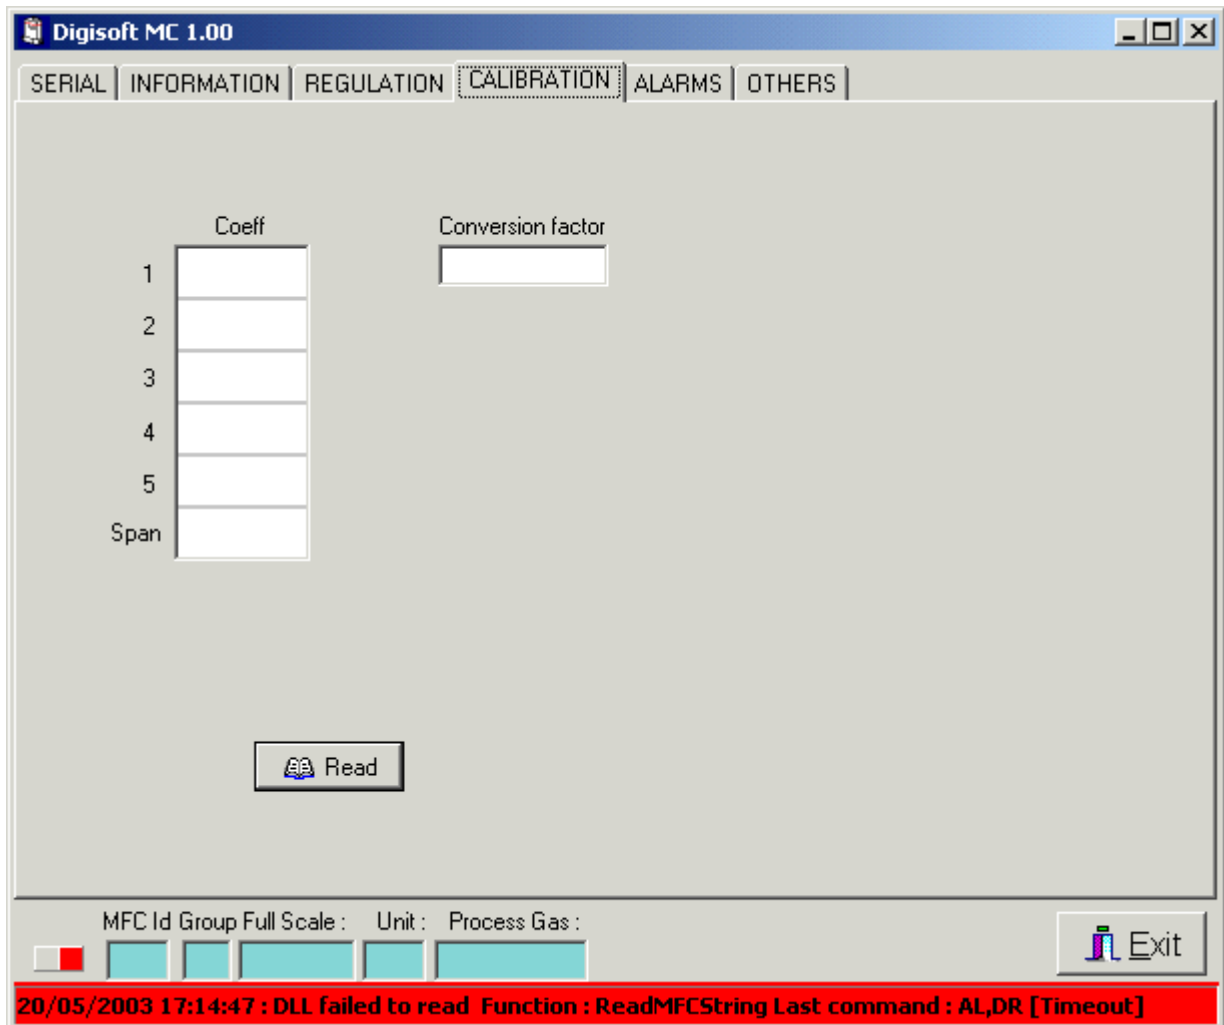 Digisoft MC 1.00
SERIAL INFORMATION REGULATION CALIBRATION ALARMS OTHERS
Coeff Conversion factor
1
2
3
4
5
Span
Read
MFC Id Group Full Scale : Unit : Process Gas :
Exit
20/05/2003 17:14:47 : DLL failed to read Function : ReadMFCString Last command : AL,DR [Timeout]